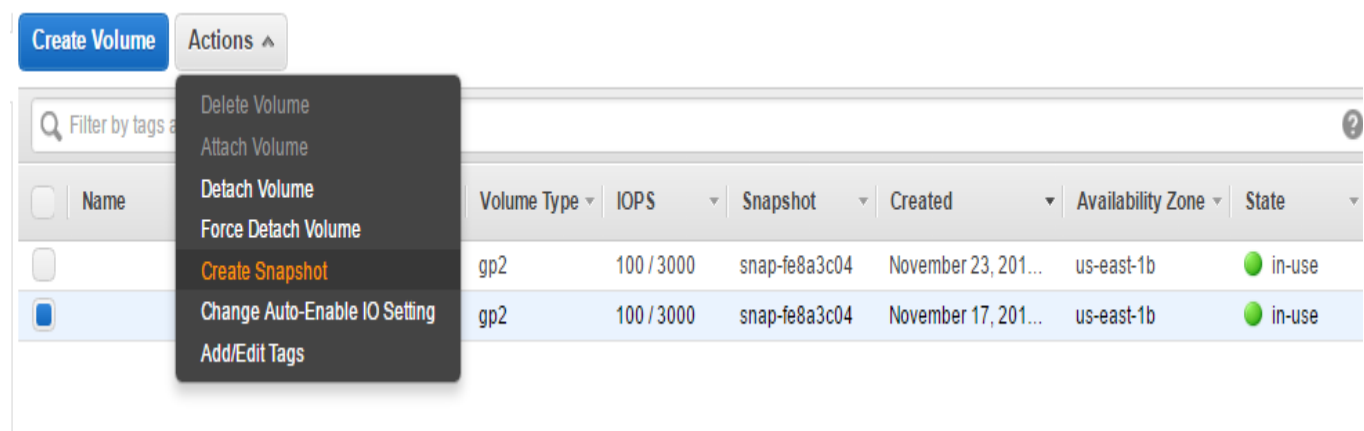 Create Volume Actions
Delete Volume
Filter by tags
Attach Volume
Name Detach Volume Volume Type IOPS Snapshot Created Availability Zone State
Force Detach Volume
Create Snapshot gp2 100 / 3000 snap-fe8a3c04 November 23, 201... us-east-1b in-use
Change Auto-Enable IO Setting gp2 100 / 3000 snap-fe8a3c04 November 17, 201... us-east-1b in-use
Add/Edit Tags